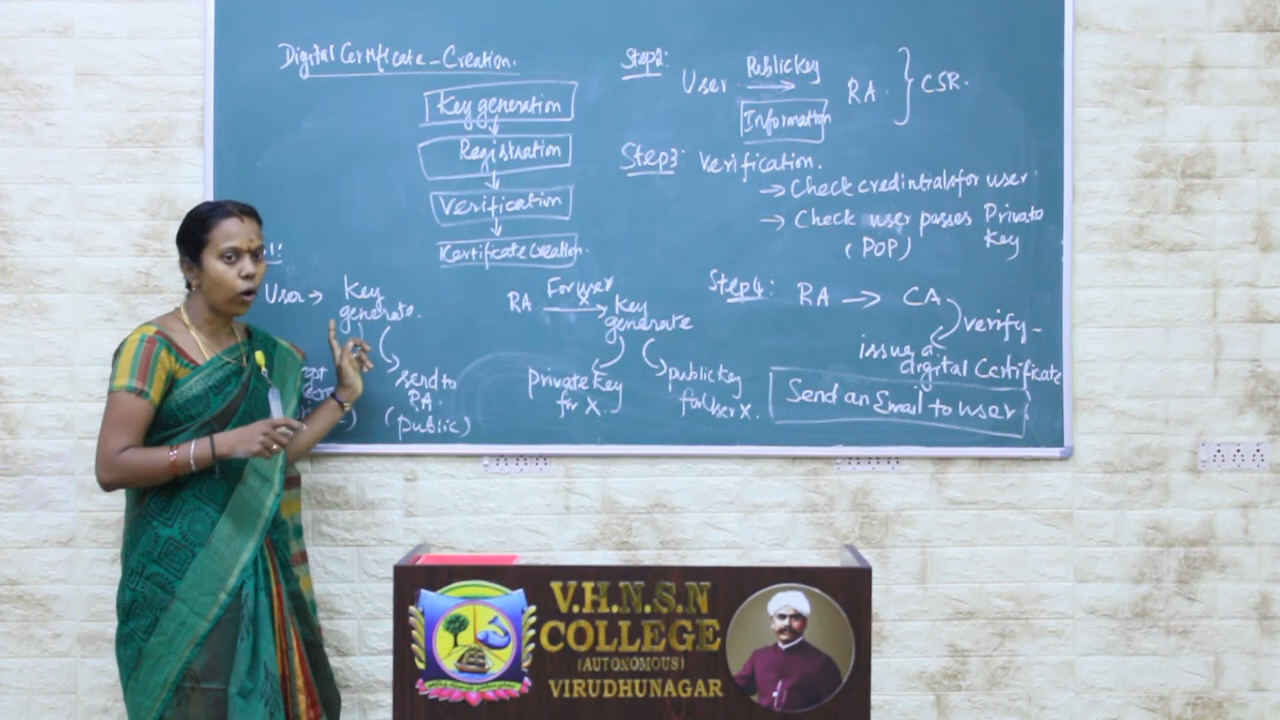 Digital Certificate - Creation.
Key generation
Registration
Verification
Certificate Creation.
User → Key
generate.
send to
RA.
(public)
RA For user X → Key
generate
private key
for X.
public key
for User X.
Step2:
User Public key → RA } CSR.
Information
Step3: Verification.
→ Check credintials for user.
→ Check user passes Private
key
(POP)
Step4: RA → CA
verify -
issue a
digital Certificate
Send an Email to user
V.H.N.S.N
COLLEGE
(AUTONOMOUS)
VIRUDHUNAGAR